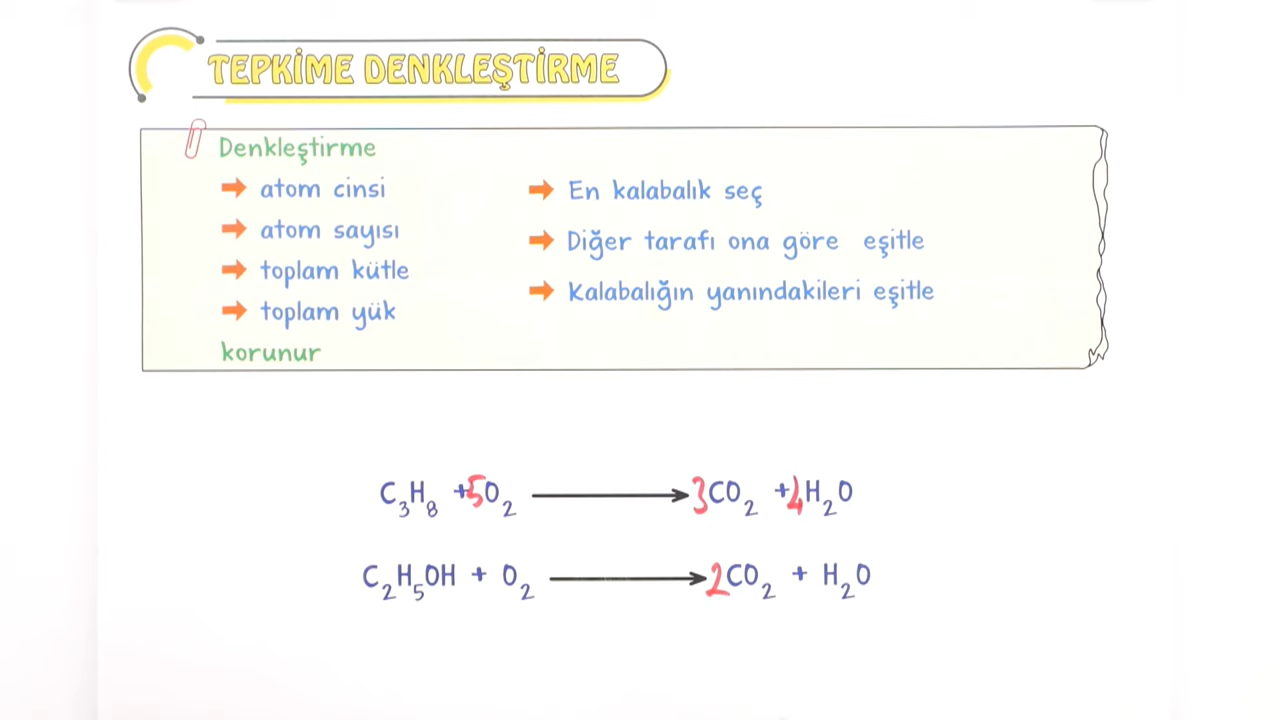 TEPKİME DENKLEŞTİRME
Denkleştirme
➡ atom cinsi
➡ atom sayısı
➡ toplam kütle
➡ toplam yük
korunur
➡ En kalabalık seç
➡ Diğer tarafı ona göre eşitle
➡ Kalabalığın yanındakileri eşitle
C₃H₈ + 5O₂ ⟶ 3CO₂ + 4H₂O
C₂H₅OH + O₂ ⟶ 2CO₂ + H₂O